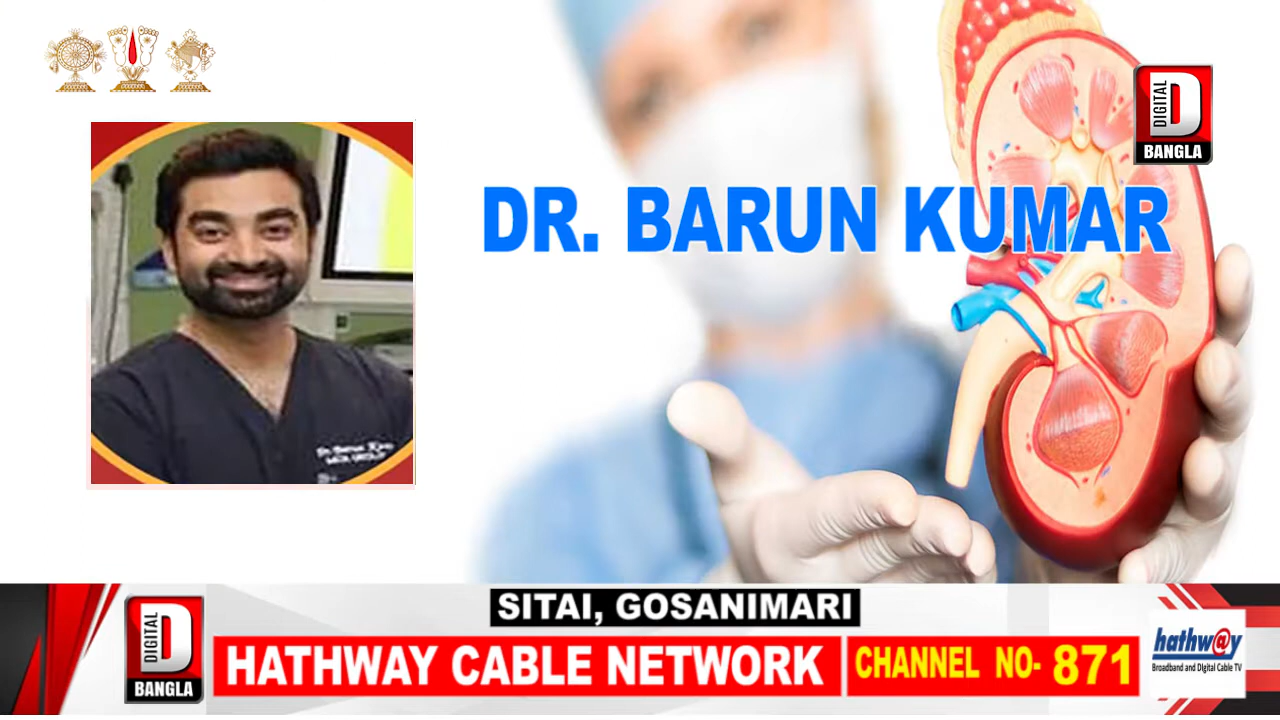 DIGITAL
D
BANGLA
DR. BARUN KUMAR
SITAI, GOSANIMARI
DIGITAL
D
BANGLA
HATHWAY CABLE NETWORK
CHANNEL NO- 871
hathw@y
Broadband and Digital Cable TV